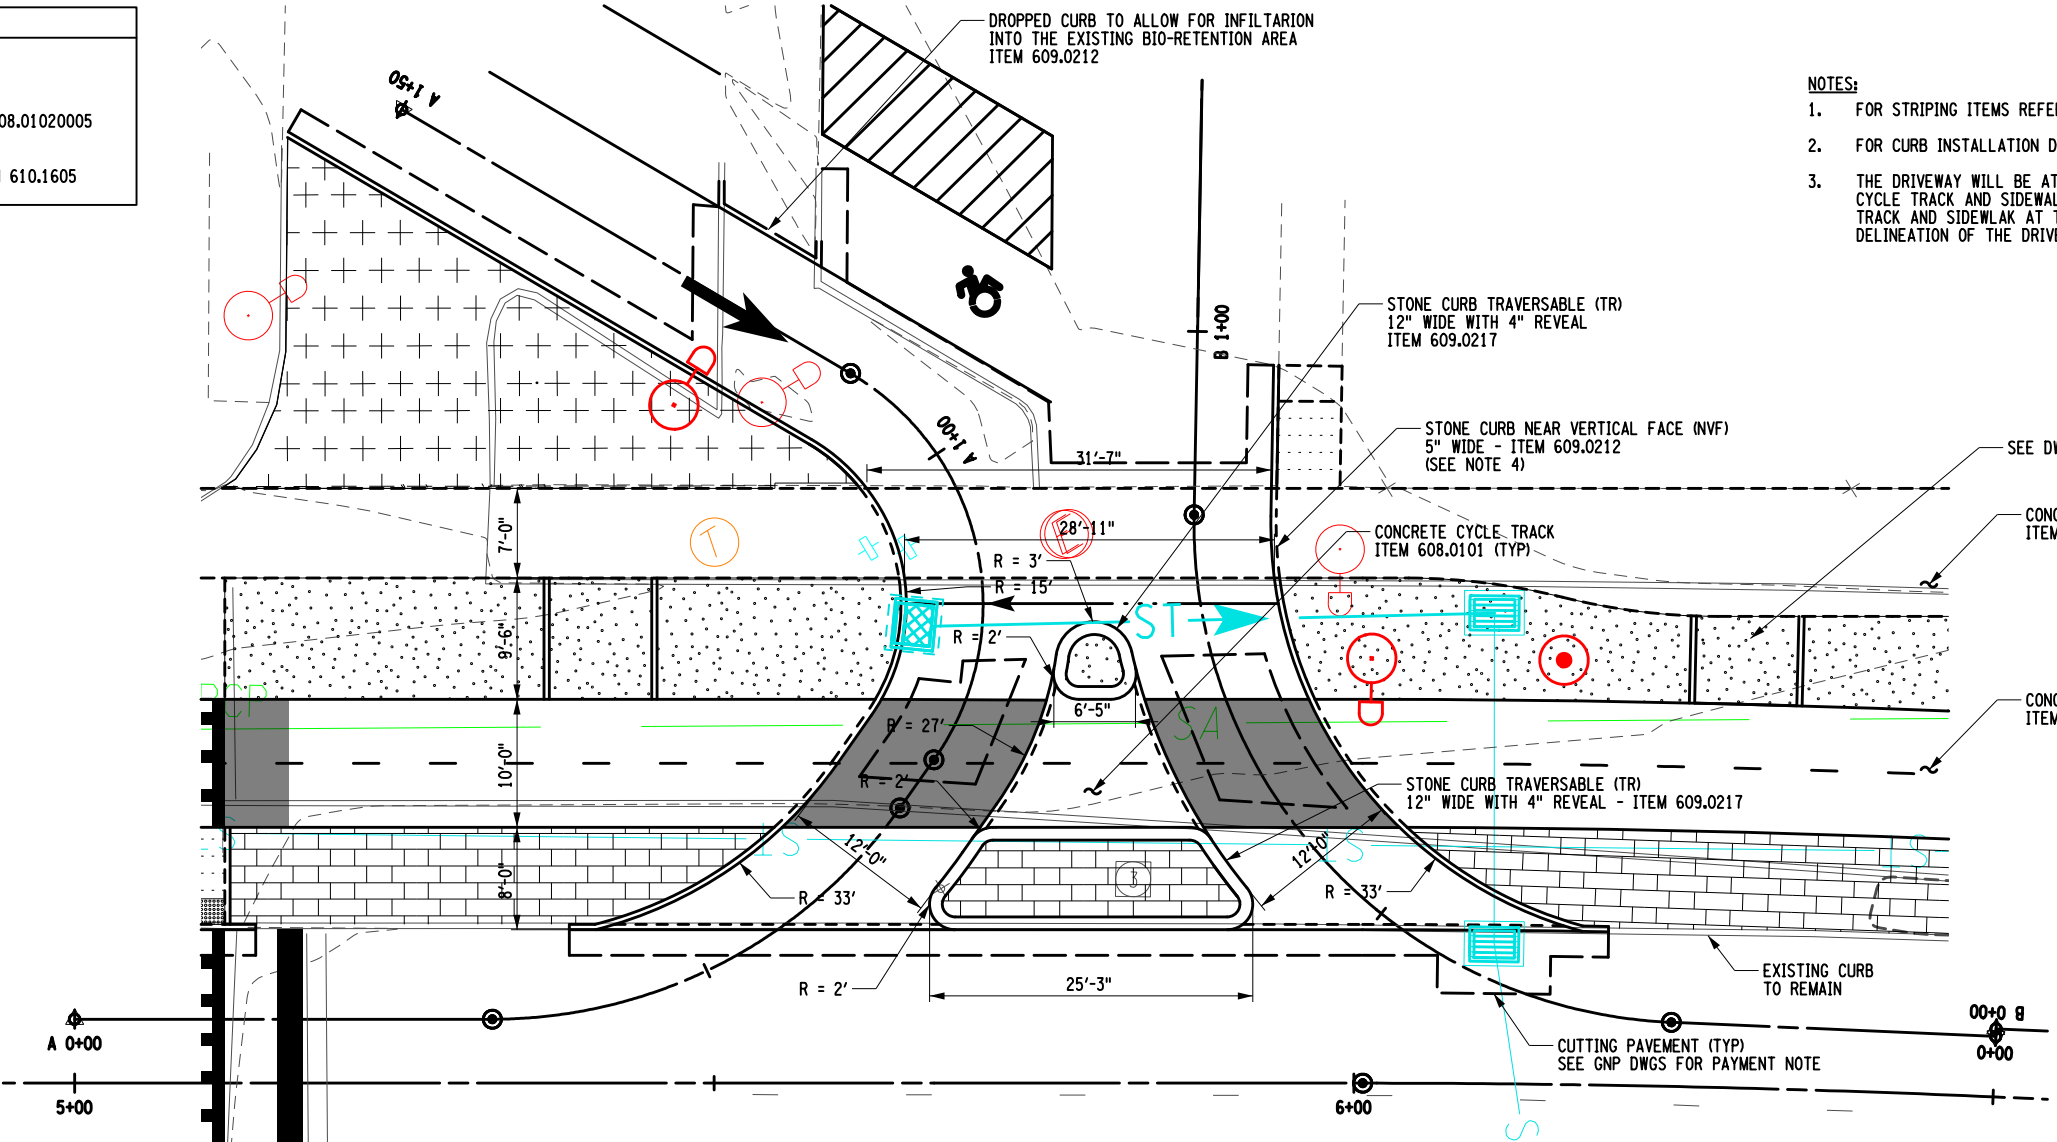 DROPPED CURB TO ALLOW FOR INFILTARION
INTO THE EXISTING BIO-RETENTION AREA
ITEM 609.0212
08.01020005
610.1605
NOTES:
1. FOR STRIPING ITEMS REFE
2. FOR CURB INSTALLATION D
3. THE DRIVEWAY WILL BE AT
CYCLE TRACK AND SIDEWAL
TRACK AND SIDEWLAK AT T
DELINEATION OF THE DRIVE
A 1+50
STONE CURB TRAVERSABLE (TR)
12" WIDE WITH 4" REVEAL
ITEM 609.0217
B 1+00
A 1+00
STONE CURB NEAR VERTICAL FACE (NVF)
5" WIDE - ITEM 609.0212
(SEE NOTE 4)
SEE DW
31'-7"
CONC
ITEM
7'-0"
T
E
28'-11"
CONCRETE CYCLE TRACK
ITEM 608.0101 (TYP)
R = 3'
R = 15'
ST
R = 2'
9'-6"
CP
6'-5"
SA
CONC
ITEM
R = 27'
10'-0"
R = 2'
STONE CURB TRAVERSABLE (TR)
12" WIDE WITH 4" REVEAL - ITEM 609.0217
S
ST
12'-0"
12'-0"
ST
ST
3
8'-0"
R = 33'
R = 33'
R = 2'
25'-3"
EXISTING CURB
TO REMAIN
A 0+00
B 0+00
0+00
CUTTING PAVEMENT (TYP)
SEE GNP DWGS FOR PAYMENT NOTE
5+00
6+00
S